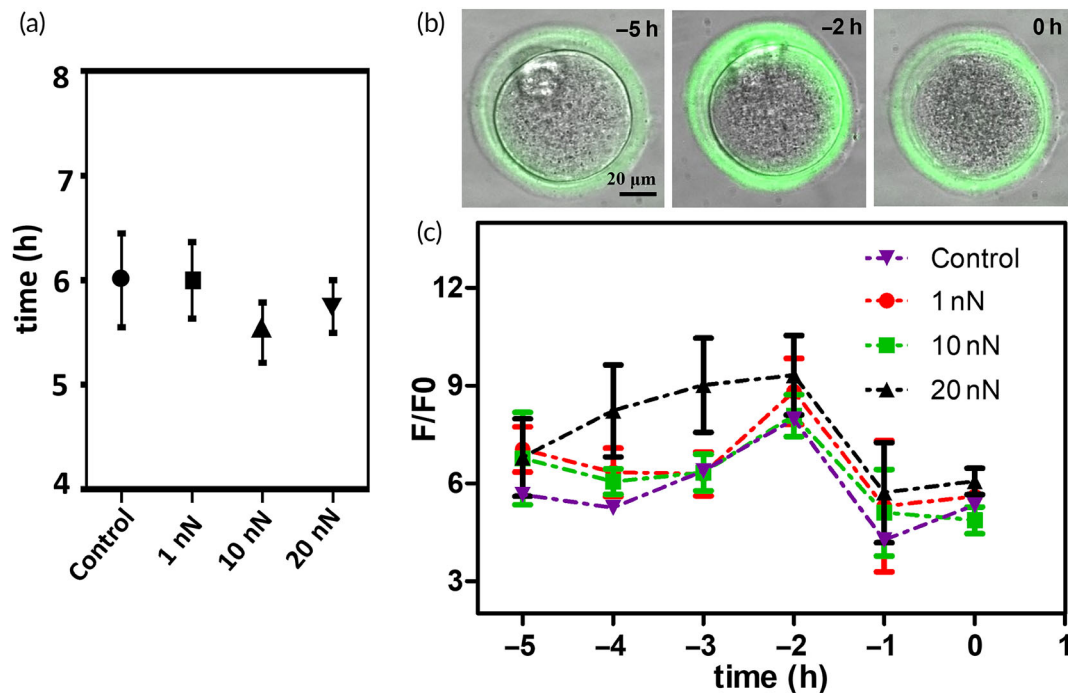 (a)
time (h)
8
7
6
5
4
Control
1 nN
10 nN
20 nN
(b)
–5 h
20 μm
–2 h
0 h
(c)
F/F0
12
9
6
3
Control
1 nN
10 nN
20 nN
–5
–4
–3
–2
–1
0
1
time (h)